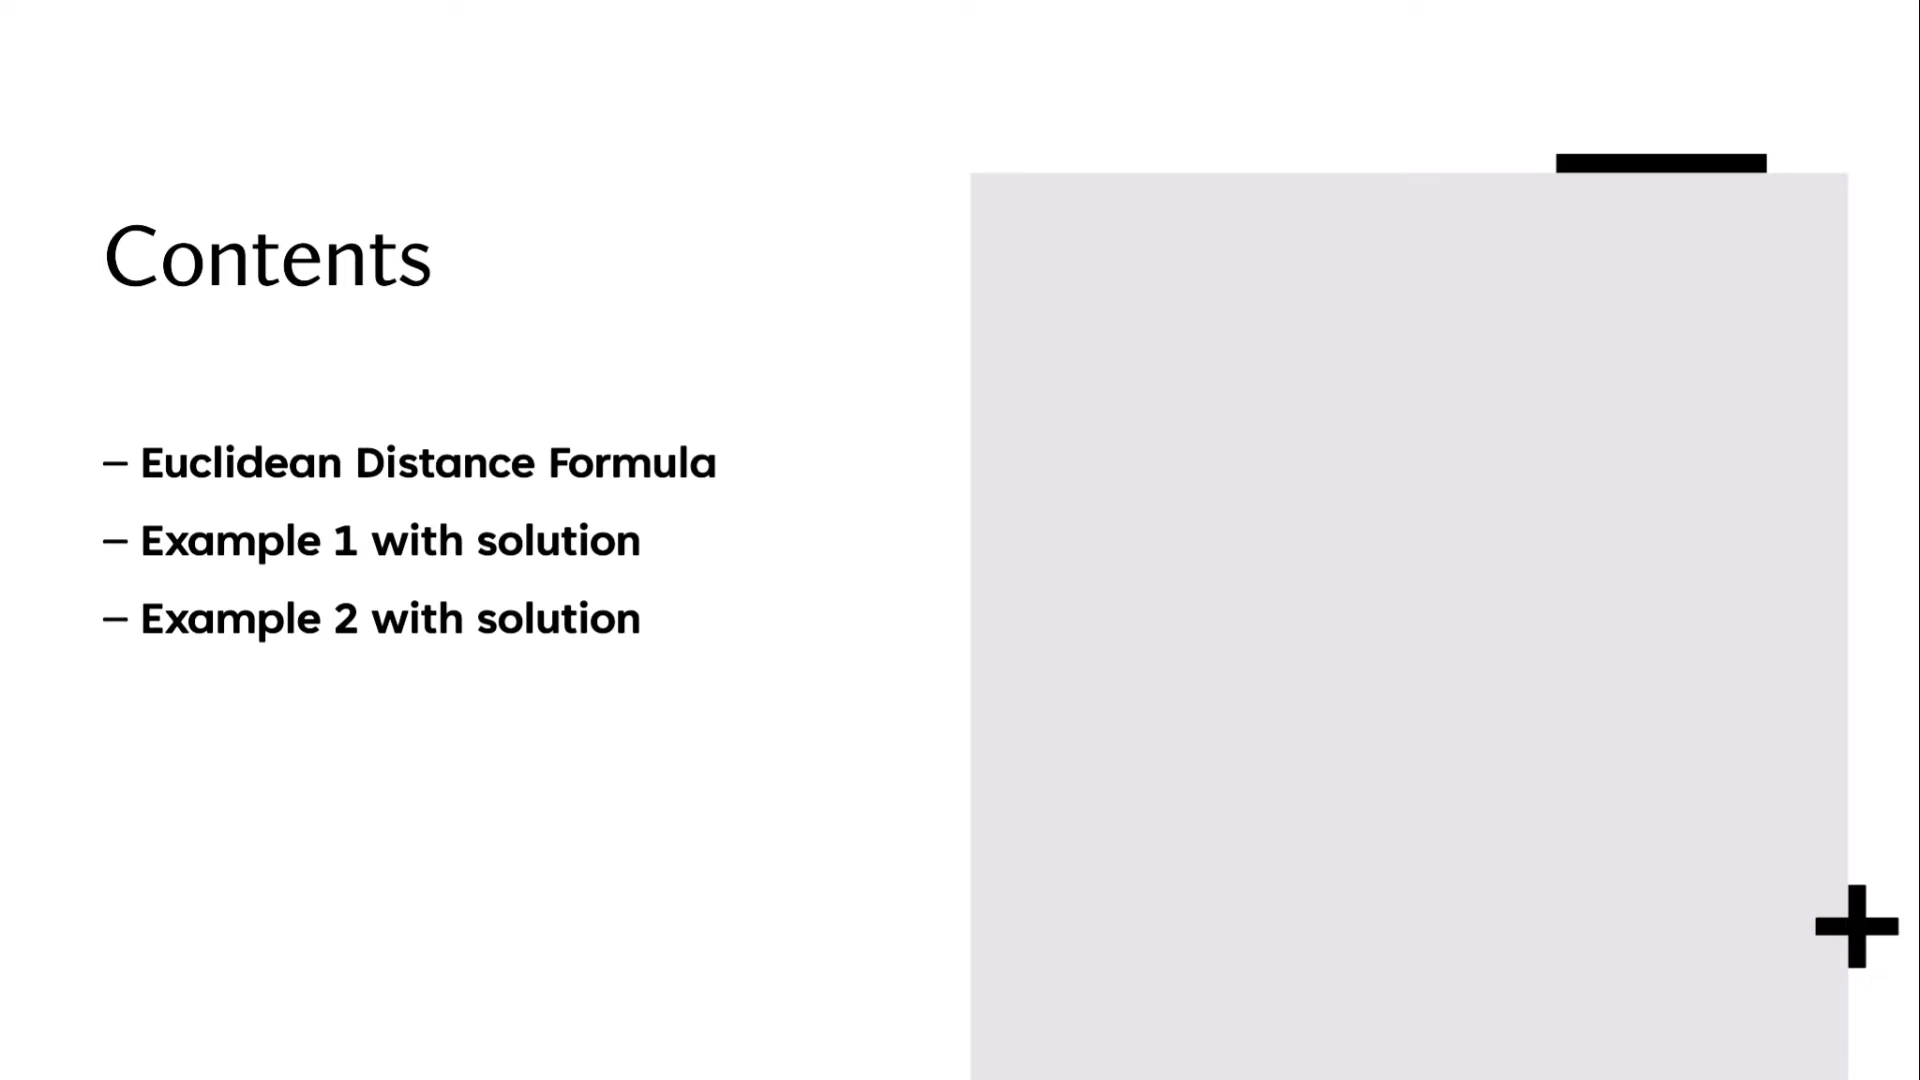 Contents
– Euclidean Distance Formula
– Example 1 with solution
– Example 2 with solution